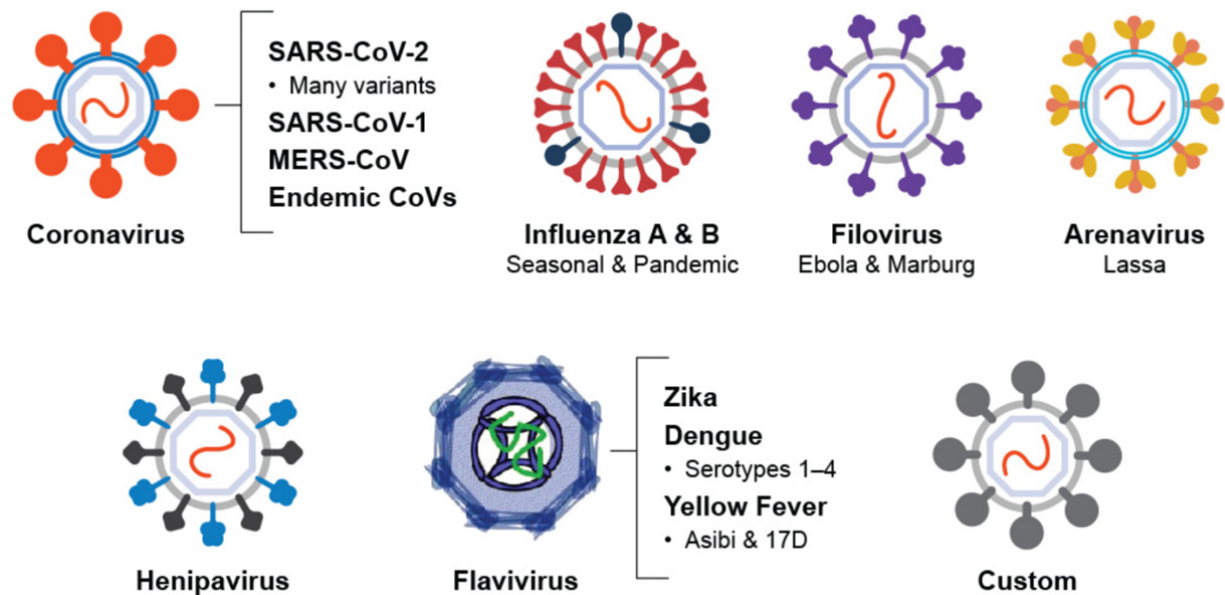 SARS-CoV-2
• Many variants
SARS-CoV-1
MERS-CoV
Endemic CoVs
Coronavirus
Influenza A & B
Seasonal & Pandemic
Filovirus
Ebola & Marburg
Arenavirus
Lassa
Henipavirus
Flavivirus
Zika
Dengue
• Serotypes 1–4
Yellow Fever
• Asibi & 17D
Custom